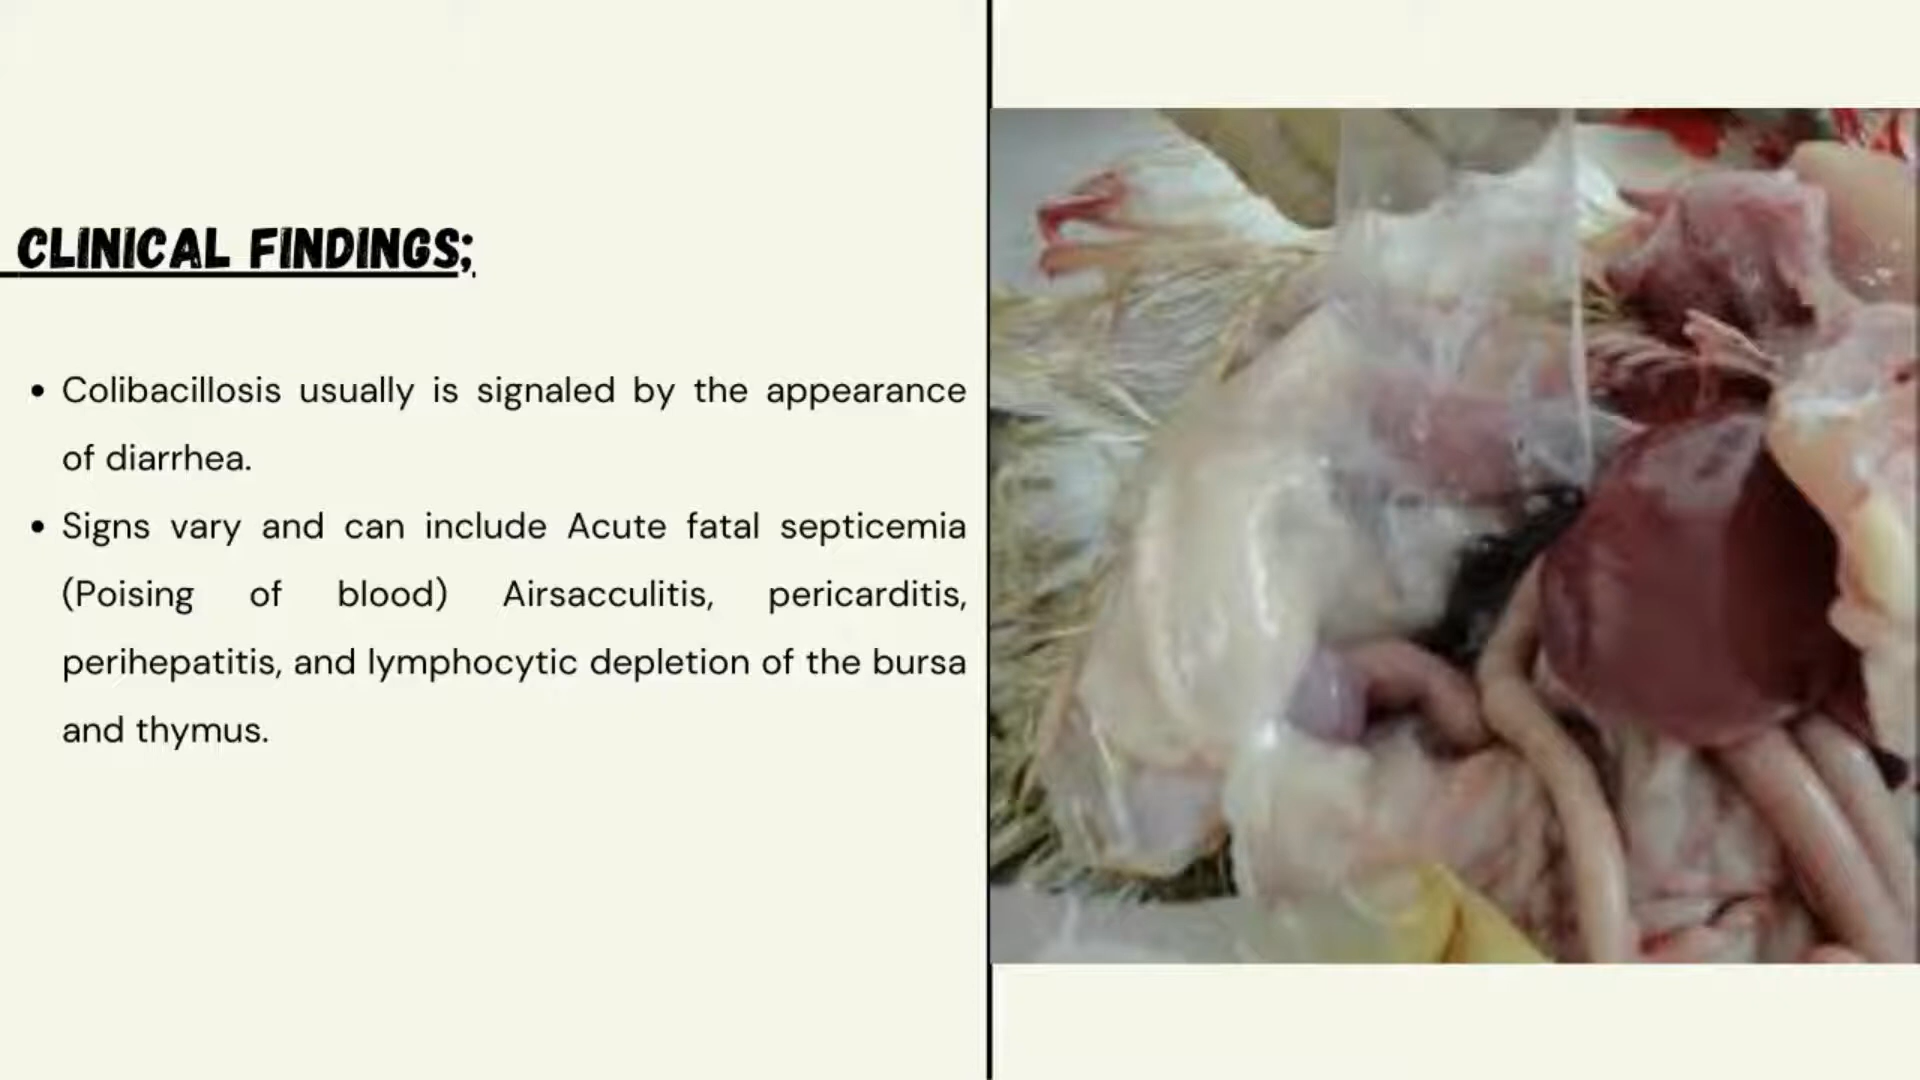 CLINICAL FINDINGS;
• Colibacillosis usually is signaled by the appearance
of diarrhea.
• Signs vary and can include Acute fatal septicemia
(Poising of blood) Airsacculitis, pericarditis,
perihepatitis, and lymphocytic depletion of the bursa
and thymus.